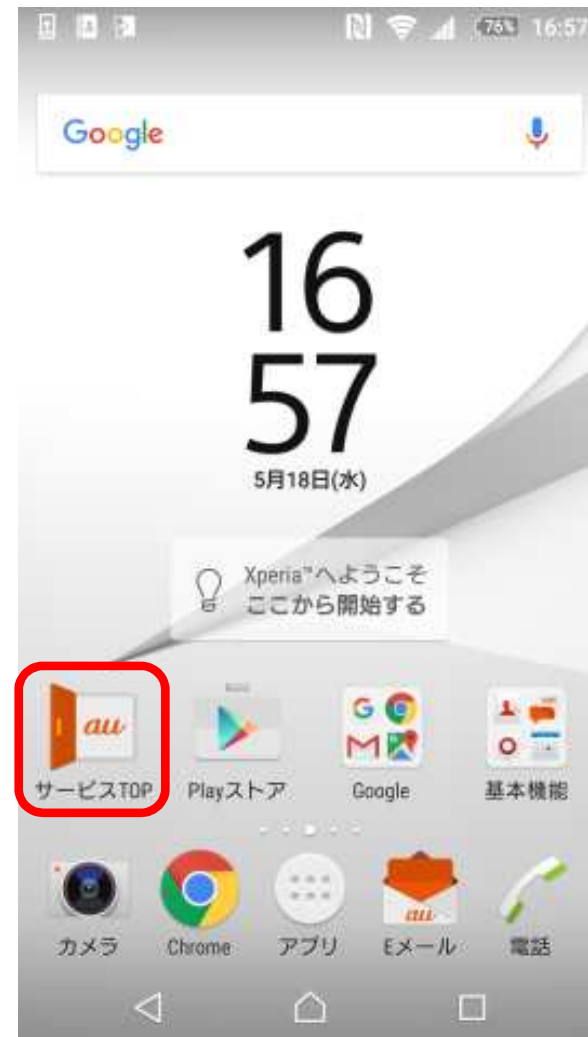 76% 16:57
Google
16
57
5月18日(水)
Xperia™へようこそ
ここから開始する
au
サービスTOP Playストア Google 基本機能
au
カメラ Chrome アプリ Eメール 電話